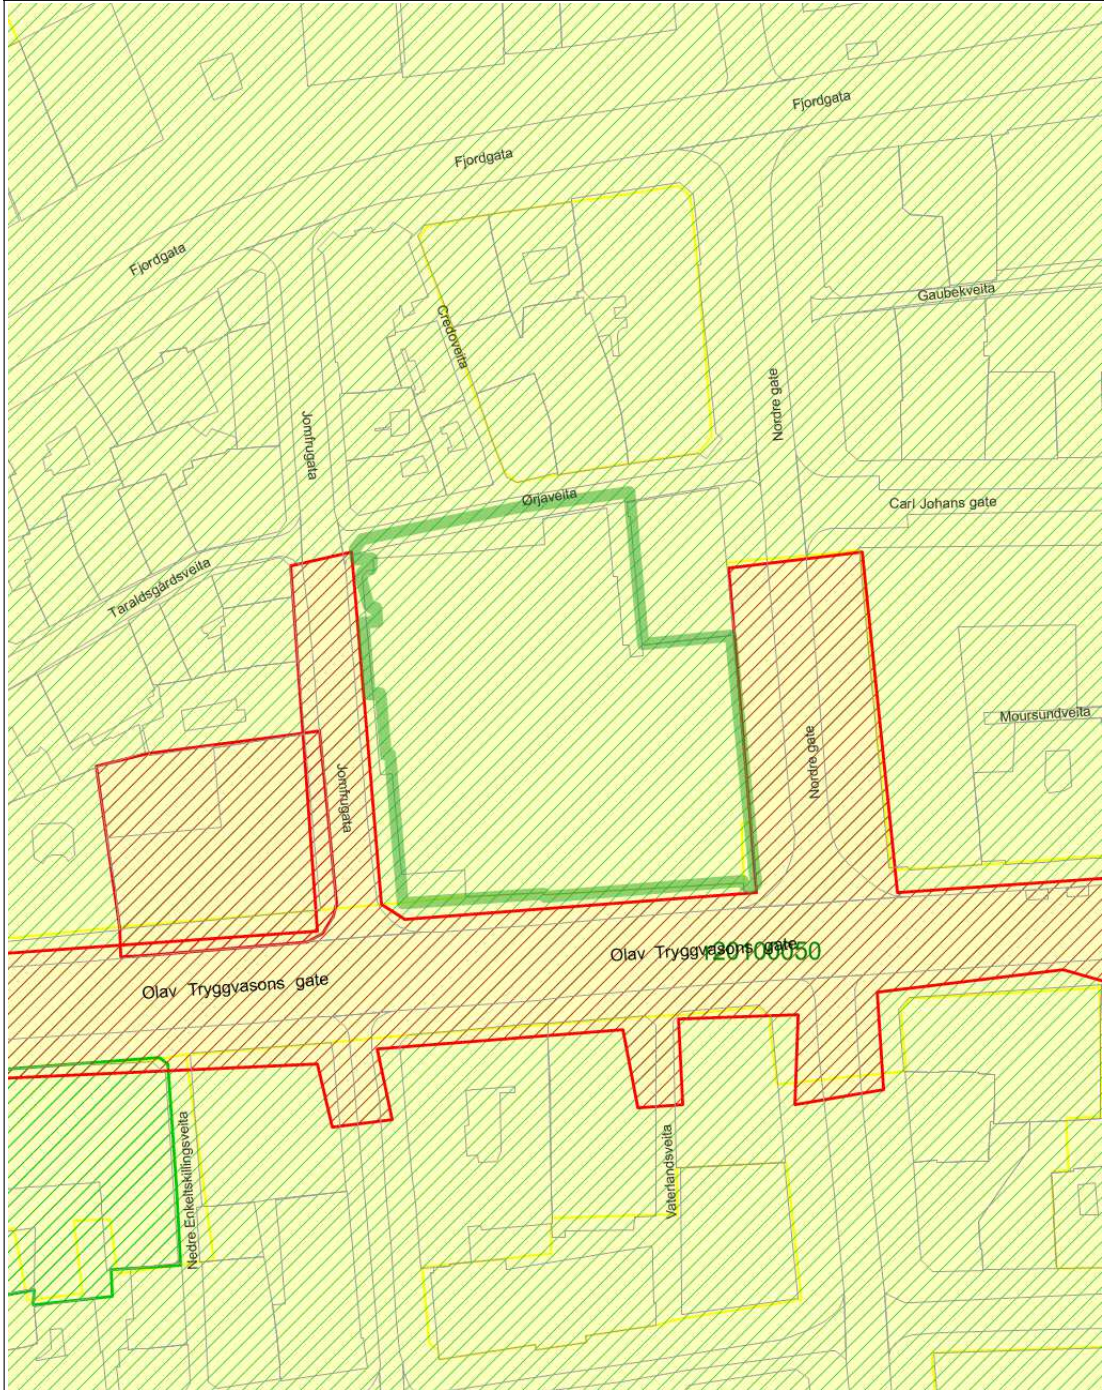 Fjordgata
Fjordgata
Fjordgata
Gaubekveita
Credoveita
Nordre gate
Jomfrugata
Ørjaveita
Carl Johans gate
Taraldsgårdsveita
Moursundveita
Nordre gate
Jomfrugata
Olav Tryggvasons gate
r20100050
Olav Tryggvasons gate
Nedre Enkeltskillingsveita
Vaterlandsveita